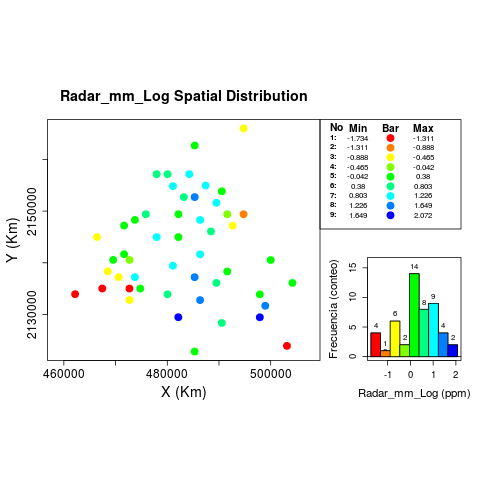 Radar_mm_Log Spatial Distribution
Y (Km)
2150000
2130000
460000 480000 500000
X (Km)
No Min Bar Max
1: -1.734 -1.311
2: -1.311 -0.888
3: -0.888 -0.465
4: -0.465 -0.042
5: -0.042 0.38
6: 0.38 0.803
7: 0.803 1.226
8: 1.226 1.649
9: 1.649 2.072
Frecuencia (conteo)
15
10
5
0
4 1 6 2 14 8 9 4 2
-1 0 1 2
Radar_mm_Log (ppm)